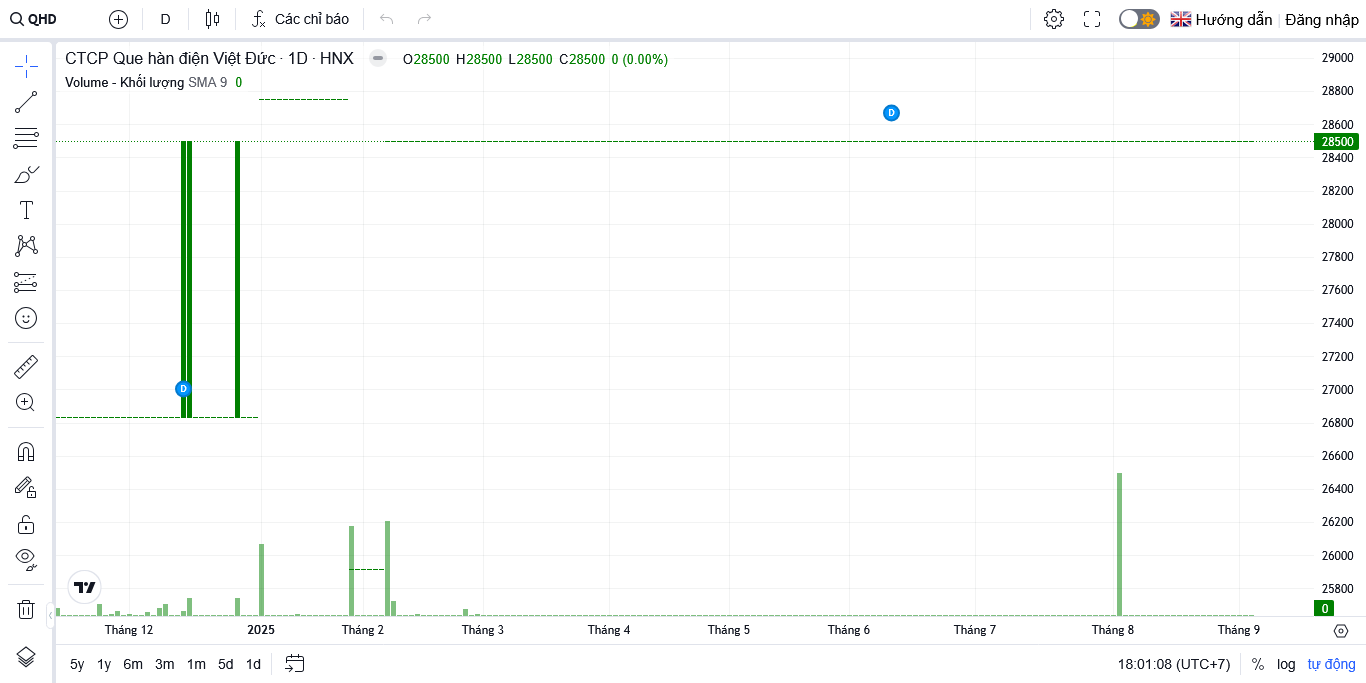 QHD D Các chỉ báo Hướng dẫn Đăng nhập
CTCP Que hàn điện Việt Đức · 1D · HNX O28500 H28500 L28500 C28500 0 (0.00%)
Volume - Khối lượng SMA 9 0
29000
28800
28600
28500
28400
28200
28000
27800
27600
27400
27200
27000
26800
26600
26400
26200
26000
25800
0
D
D
Tháng 12 2025 Tháng 2 Tháng 3 Tháng 4 Tháng 5 Tháng 6 Tháng 7 Tháng 8 Tháng 9
5y 1y 6m 3m 1m 5d 1d 18:01:08 (UTC+7) % log tự động